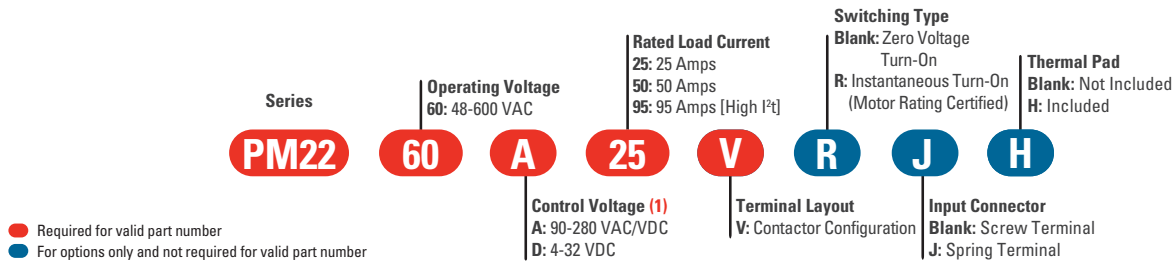 Series
Operating Voltage
60: 48-600 VAC
Rated Load Current
25: 25 Amps
50: 50 Amps
95: 95 Amps [High I²t]
Switching Type
Blank: Zero Voltage
Turn-On
R: Instantaneous Turn-On
(Motor Rating Certified)
Thermal Pad
Blank: Not Included
H: Included
PM22 60 A 25 V R J H
Control Voltage (1)
A: 90-280 VAC/VDC
D: 4-32 VDC
Terminal Layout
V: Contactor Configuration
Input Connector
Blank: Screw Terminal
J: Spring Terminal
Required for valid part number
For options only and not required for valid part number